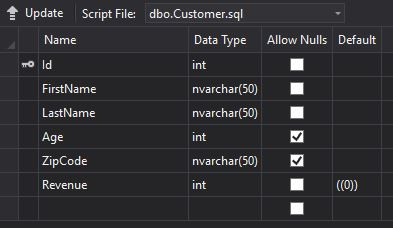 Update Script File: dbo.Customer.sql
Name Data Type Allow Nulls Default
Id int
FirstName nvarchar(50)
LastName nvarchar(50)
Age int
ZipCode nvarchar(50)
Revenue int ((0))